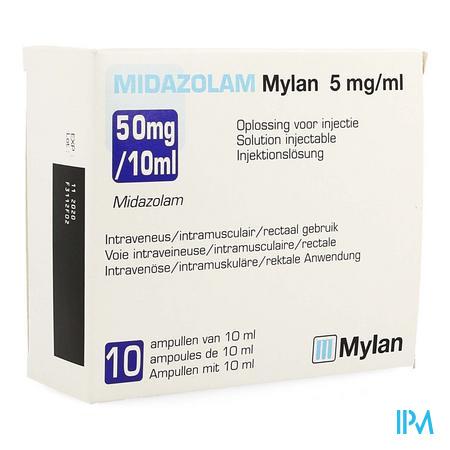 MIDAZOLAM Mylan 5 mg/ml
50mg
/10ml
Oplossing voor injectie
Solution injectable
Injektionslösung
Midazolam
Intraveneus/intramusculair/rectaal gebruik
Voie intraveineuse/intramusculaire/rectale
Intravenöse/intramuskuläre/rektale Anwendung
10
ampullen van 10 ml
ampoules de 10 ml
Ampullen mit 10 ml
Mylan
EXP:
Lot:
11 2020
F3112F02
IPM